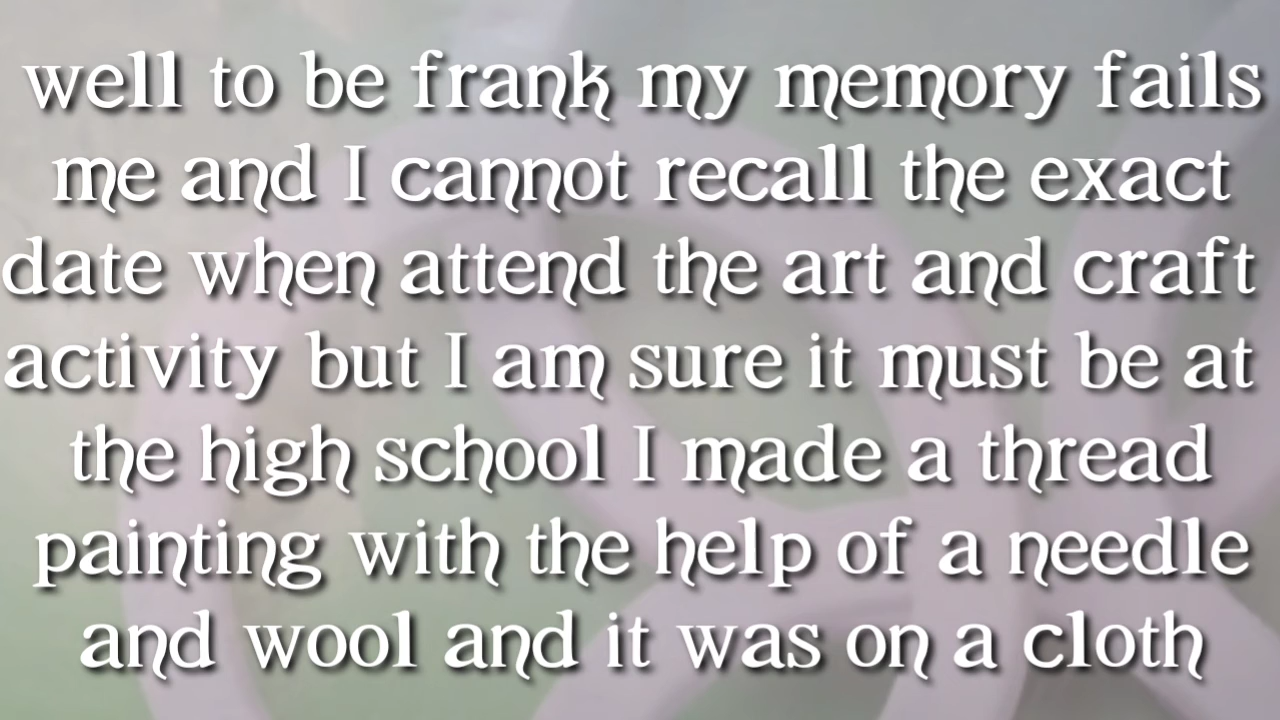 well to be frank my memory fails
me and I cannot recall the exact
date when attend the art and craft
activity but I am sure it must be at
the high school I made a thread
painting with the help of a needle
and wool and it was on a cloth